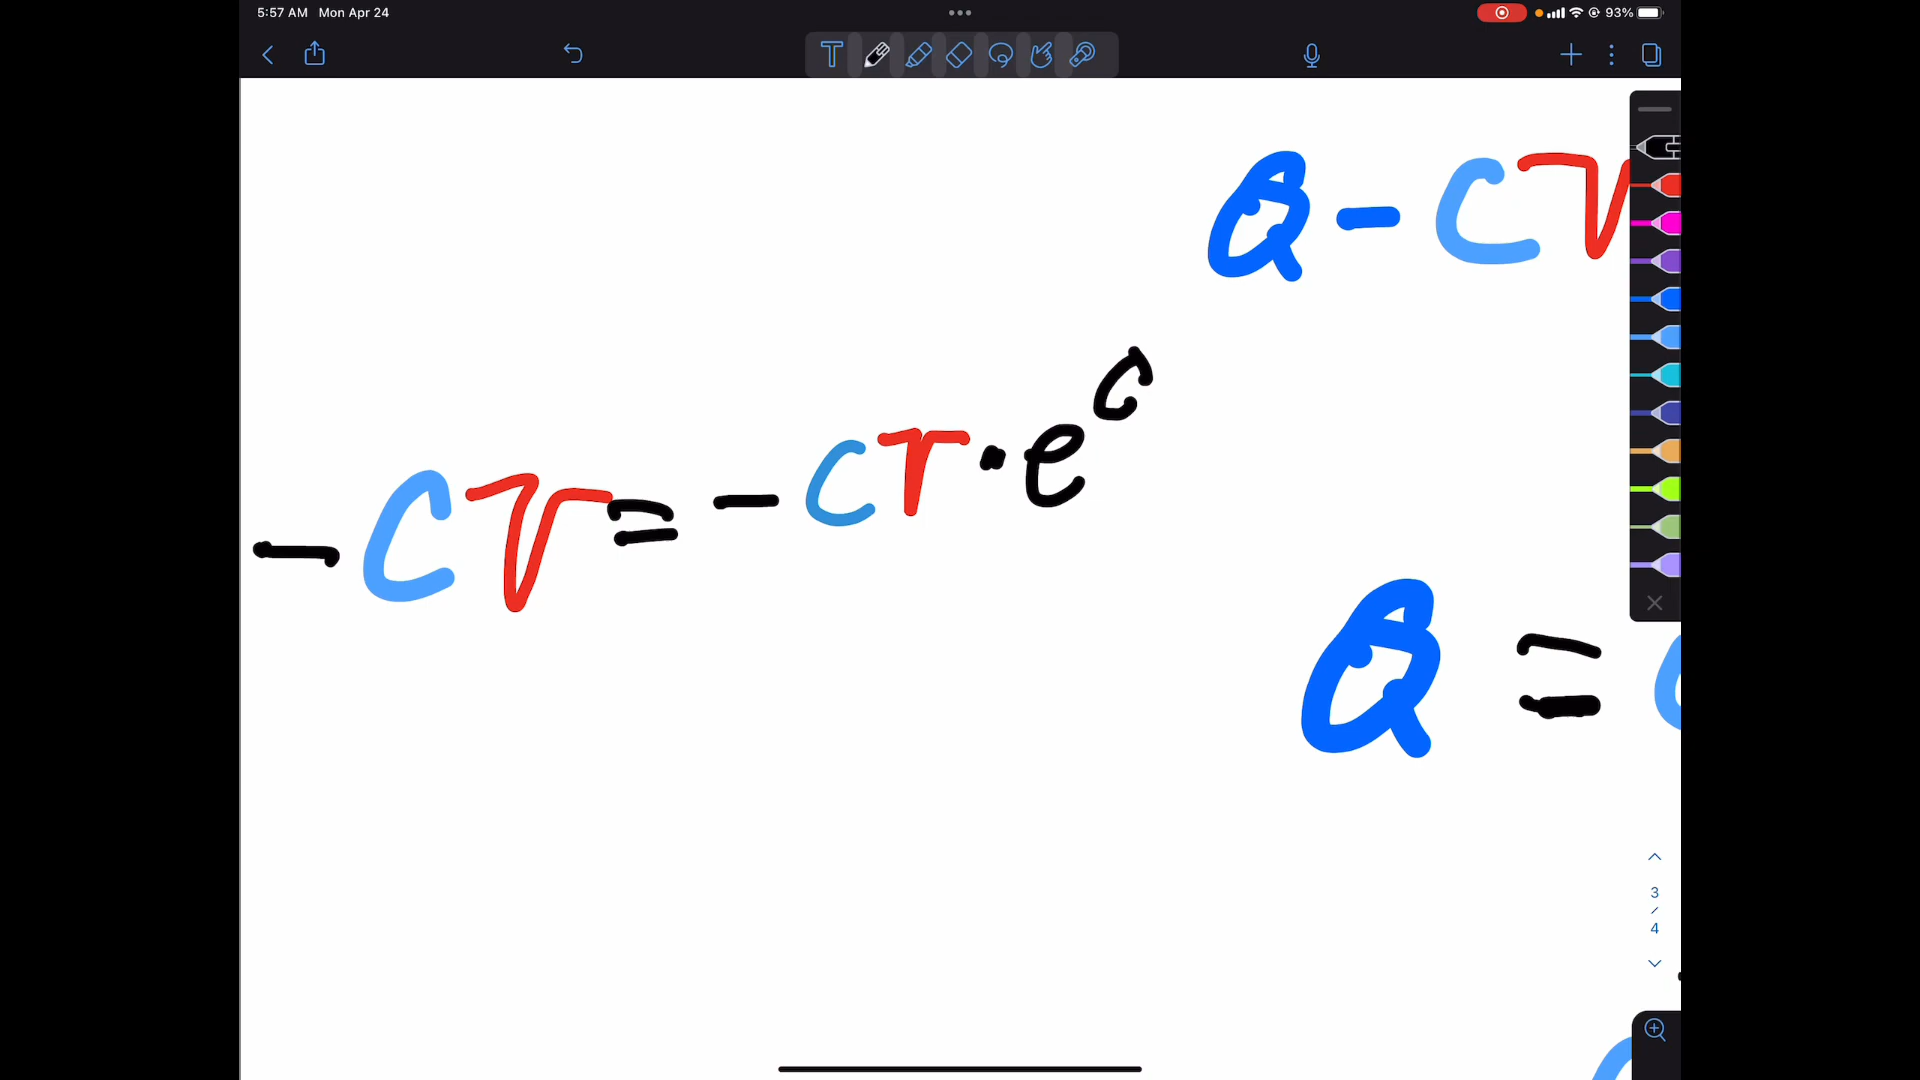 5:57 AM Mon Apr 24
93%
T
Q - CV
- CV = - CV · e^C
Q =
3
/
4